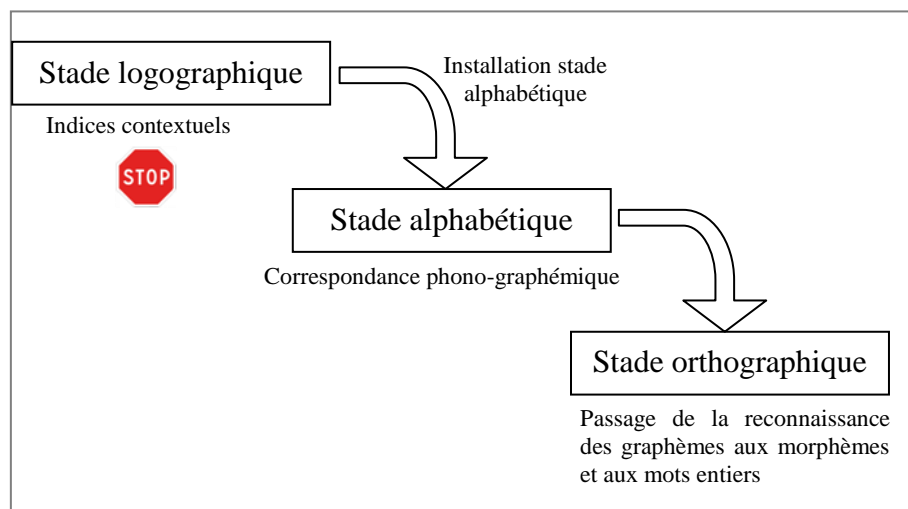 Stade logographique
Installation stade
alphabétique
Indices contextuels
STOP
Stade alphabétique
Correspondance phono-graphémique
Stade orthographique
Passage de la reconnaissance
des graphèmes aux morphèmes
et aux mots entiers